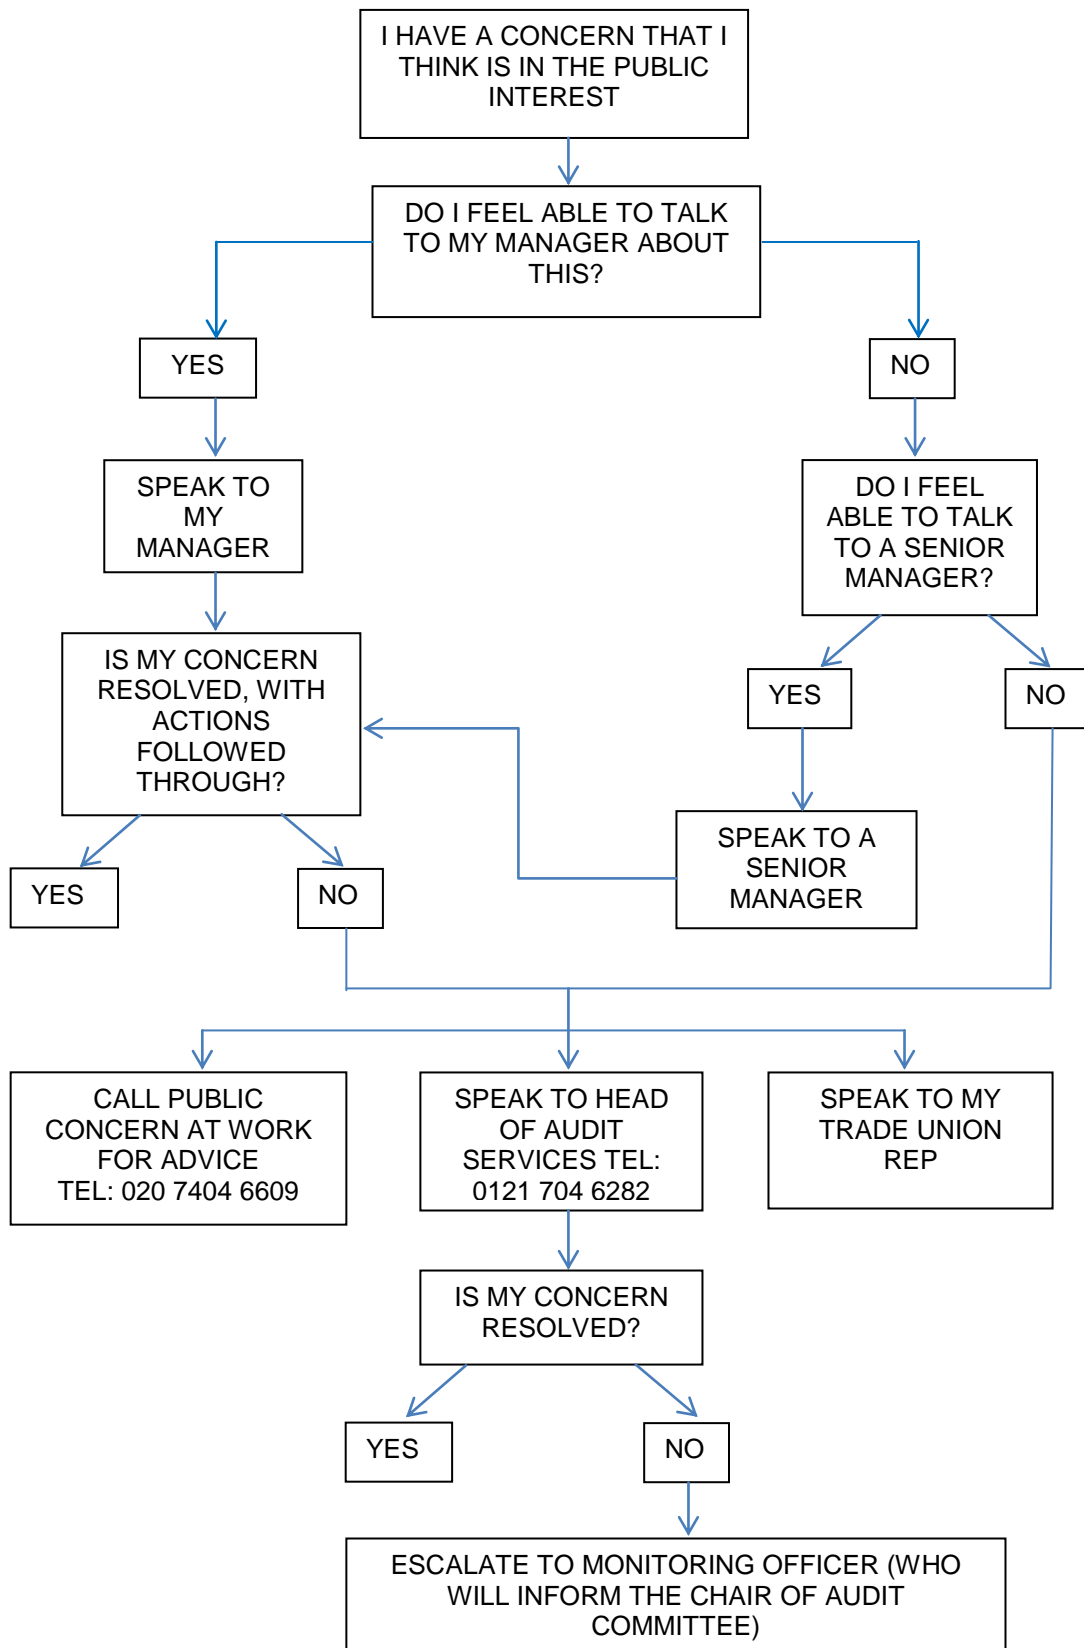 I HAVE A CONCERN THAT I
THINK IS IN THE PUBLIC
INTEREST
DO I FEEL ABLE TO TALK
TO MY MANAGER ABOUT
THIS?
YES
NO
SPEAK TO
MY
MANAGER
DO I FEEL
ABLE TO TALK
TO A SENIOR
MANAGER?
IS MY CONCERN
RESOLVED, WITH
ACTIONS
FOLLOWED
THROUGH?
YES
NO
SPEAK TO A
SENIOR
MANAGER
YES
NO
CALL PUBLIC
CONCERN AT WORK
FOR ADVICE
TEL: 020 7404 6609
SPEAK TO HEAD
OF AUDIT
SERVICES TEL:
0121 704 6282
SPEAK TO MY
TRADE UNION
REP
IS MY CONCERN
RESOLVED?
YES
NO
ESCALATE TO MONITORING OFFICER (WHO
WILL INFORM THE CHAIR OF AUDIT
COMMITTEE)